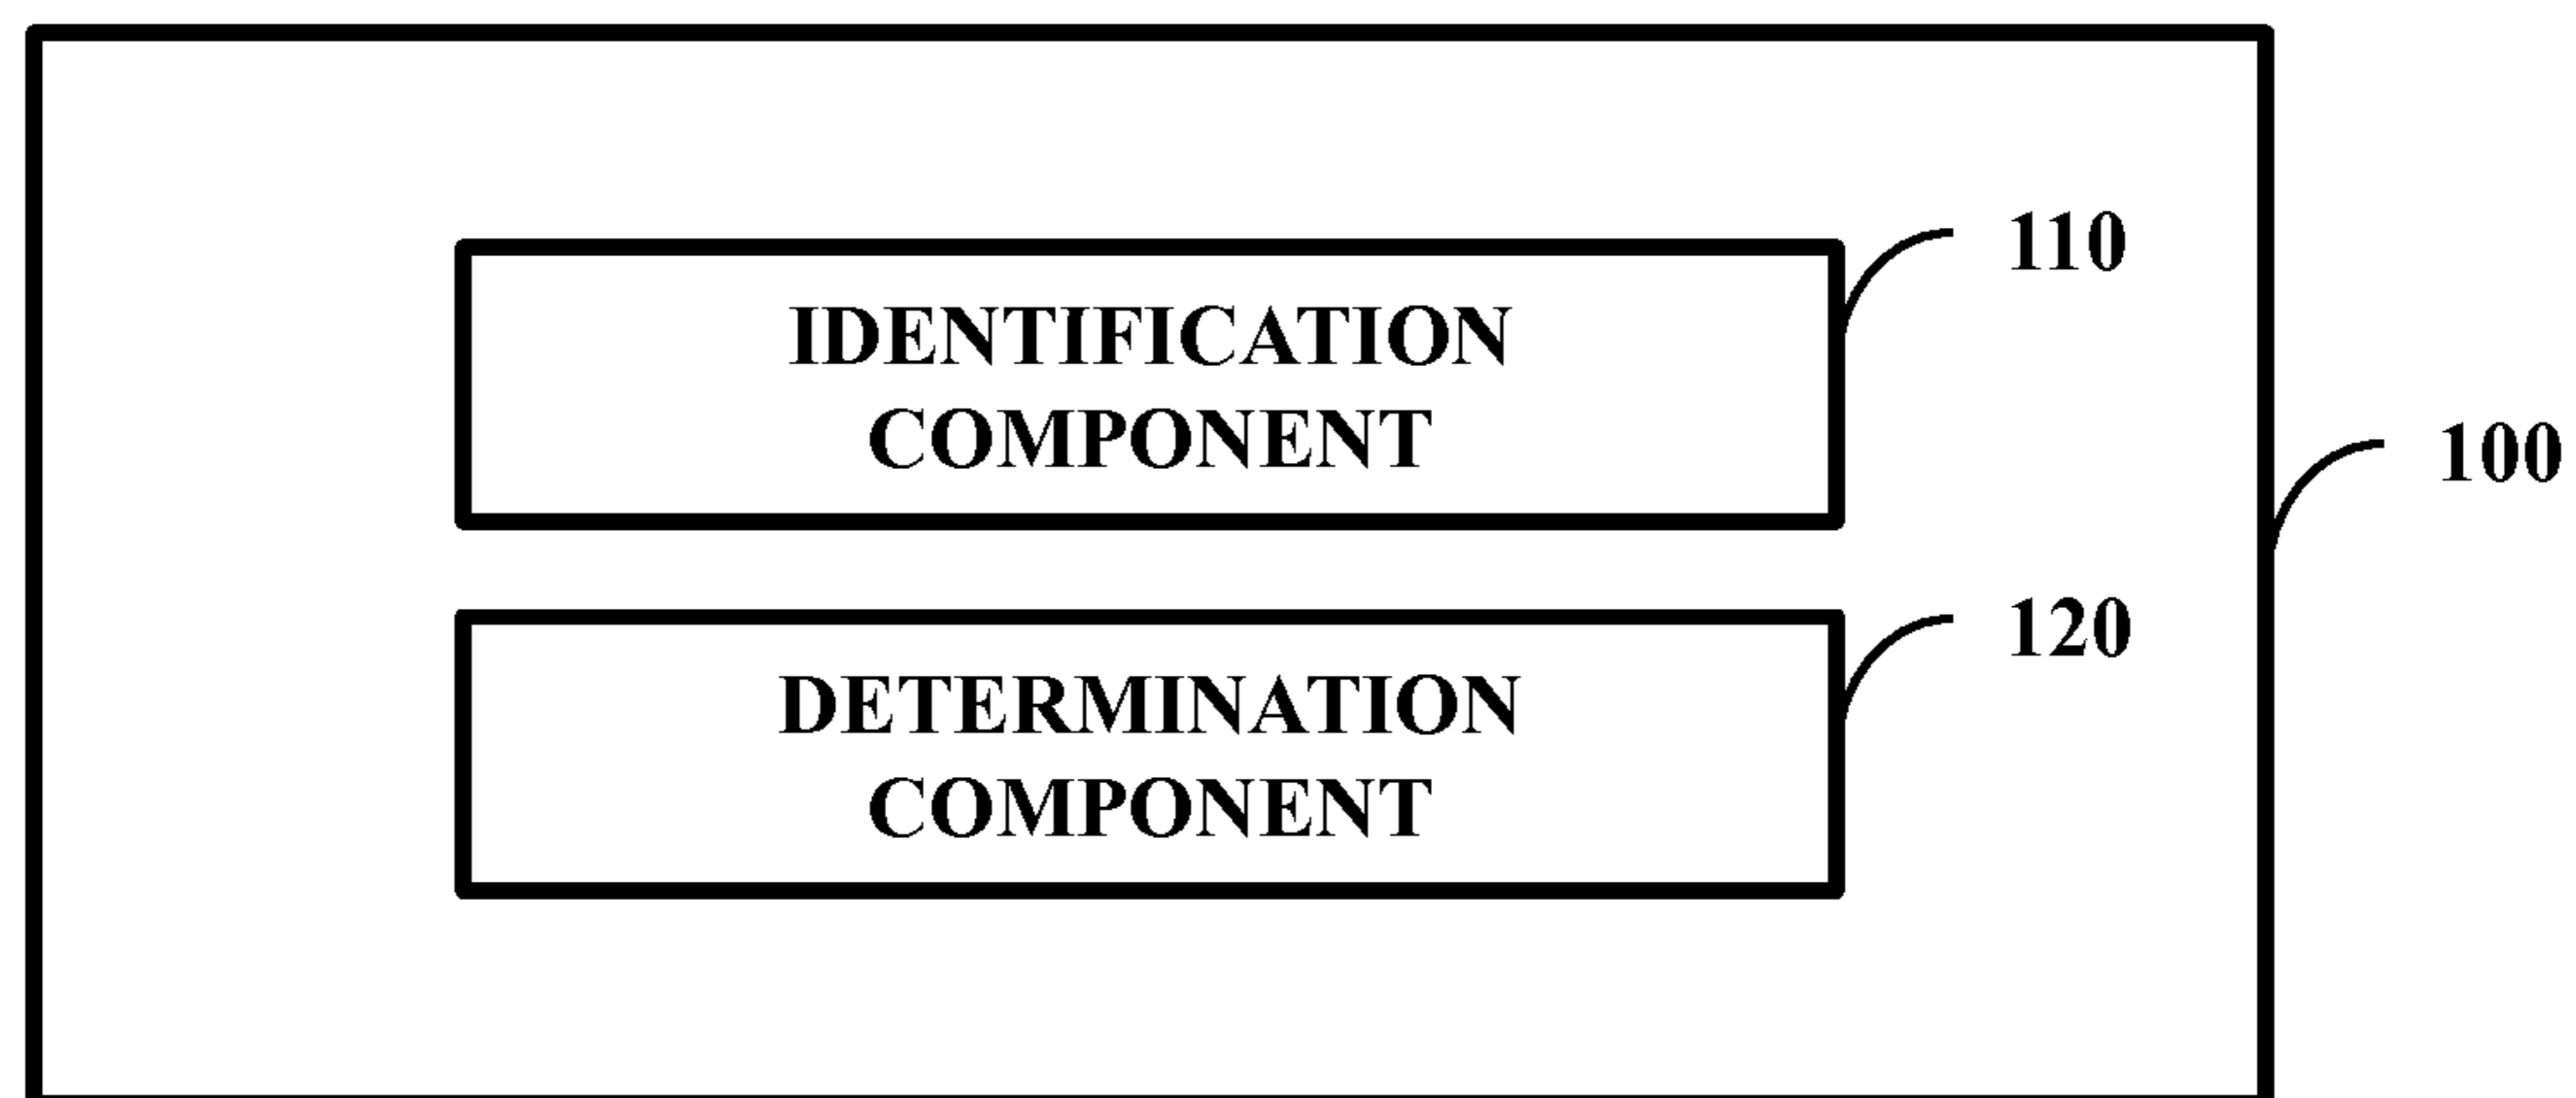 110
IDENTIFICATION
COMPONENT
100
120
DETERMINATION
COMPONENT